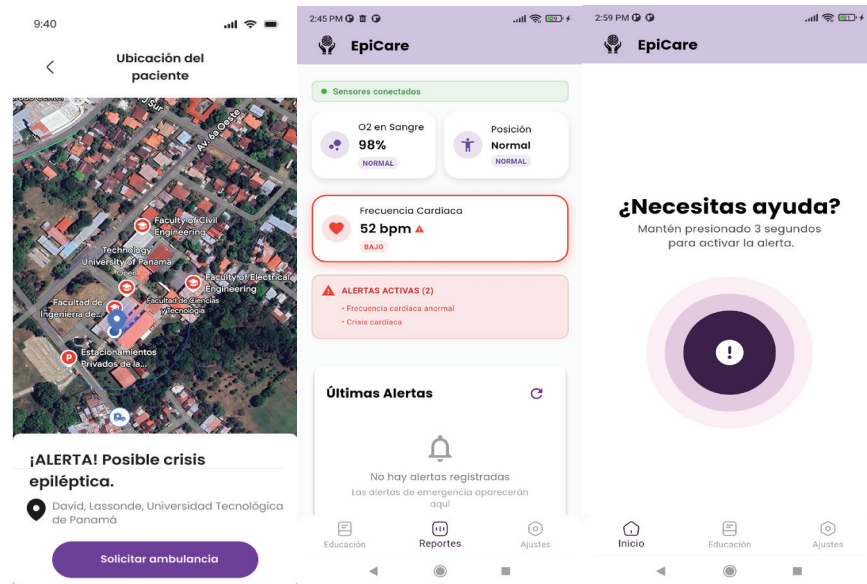 9:40
Ubicación del
paciente
Av. 6a Oeste
Faculty of Civil
Engineering
Technology
University of Panama
Open
Faculty of Electrical
Engineering
Facultad de
Ingeniería de...
Facultad de Ciencias
y Tecnología
P
Estacionamientos
Privados de la...
¡ALERTA! Posible crisis
epiléptica.
David, Lassonde, Universidad Tecnológica
de Panamá
Solicitar ambulancia
2:45 PM
EpiCare
Sensores conectados
O2 en Sangre
98%
NORMAL
Posición
Normal
NORMAL
Frecuencia Cardíaca
52 bpm
BAJO
ALERTAS ACTIVAS (2)
• Frecuencia cardíaca anormal
• Crisis cardíaca
Últimas Alertas
No hay alertas registradas
Las alertas de emergencia aparecerán
aquí
Educación
Reportes
Ajustes
2:59 PM
EpiCare
¿Necesitas ayuda?
Mantén presionado 3 segundos
para activar la alerta.
!
Inicio
Educación
Ajustes